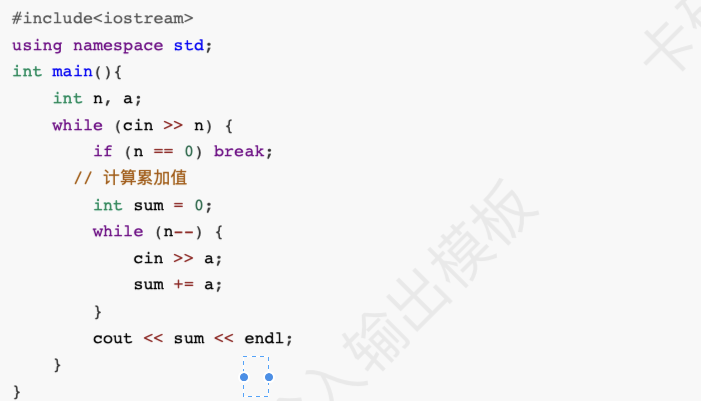 #include<iostream>
using namespace std;
int main(){
    int n, a;
    while (cin >> n) {
        if (n == 0) break;
      // 计算累加值
        int sum = 0;
        while (n--) {
            cin >> a;
            sum += a;
        }
        cout << sum << endl;
    }
}
入输出模板
卡